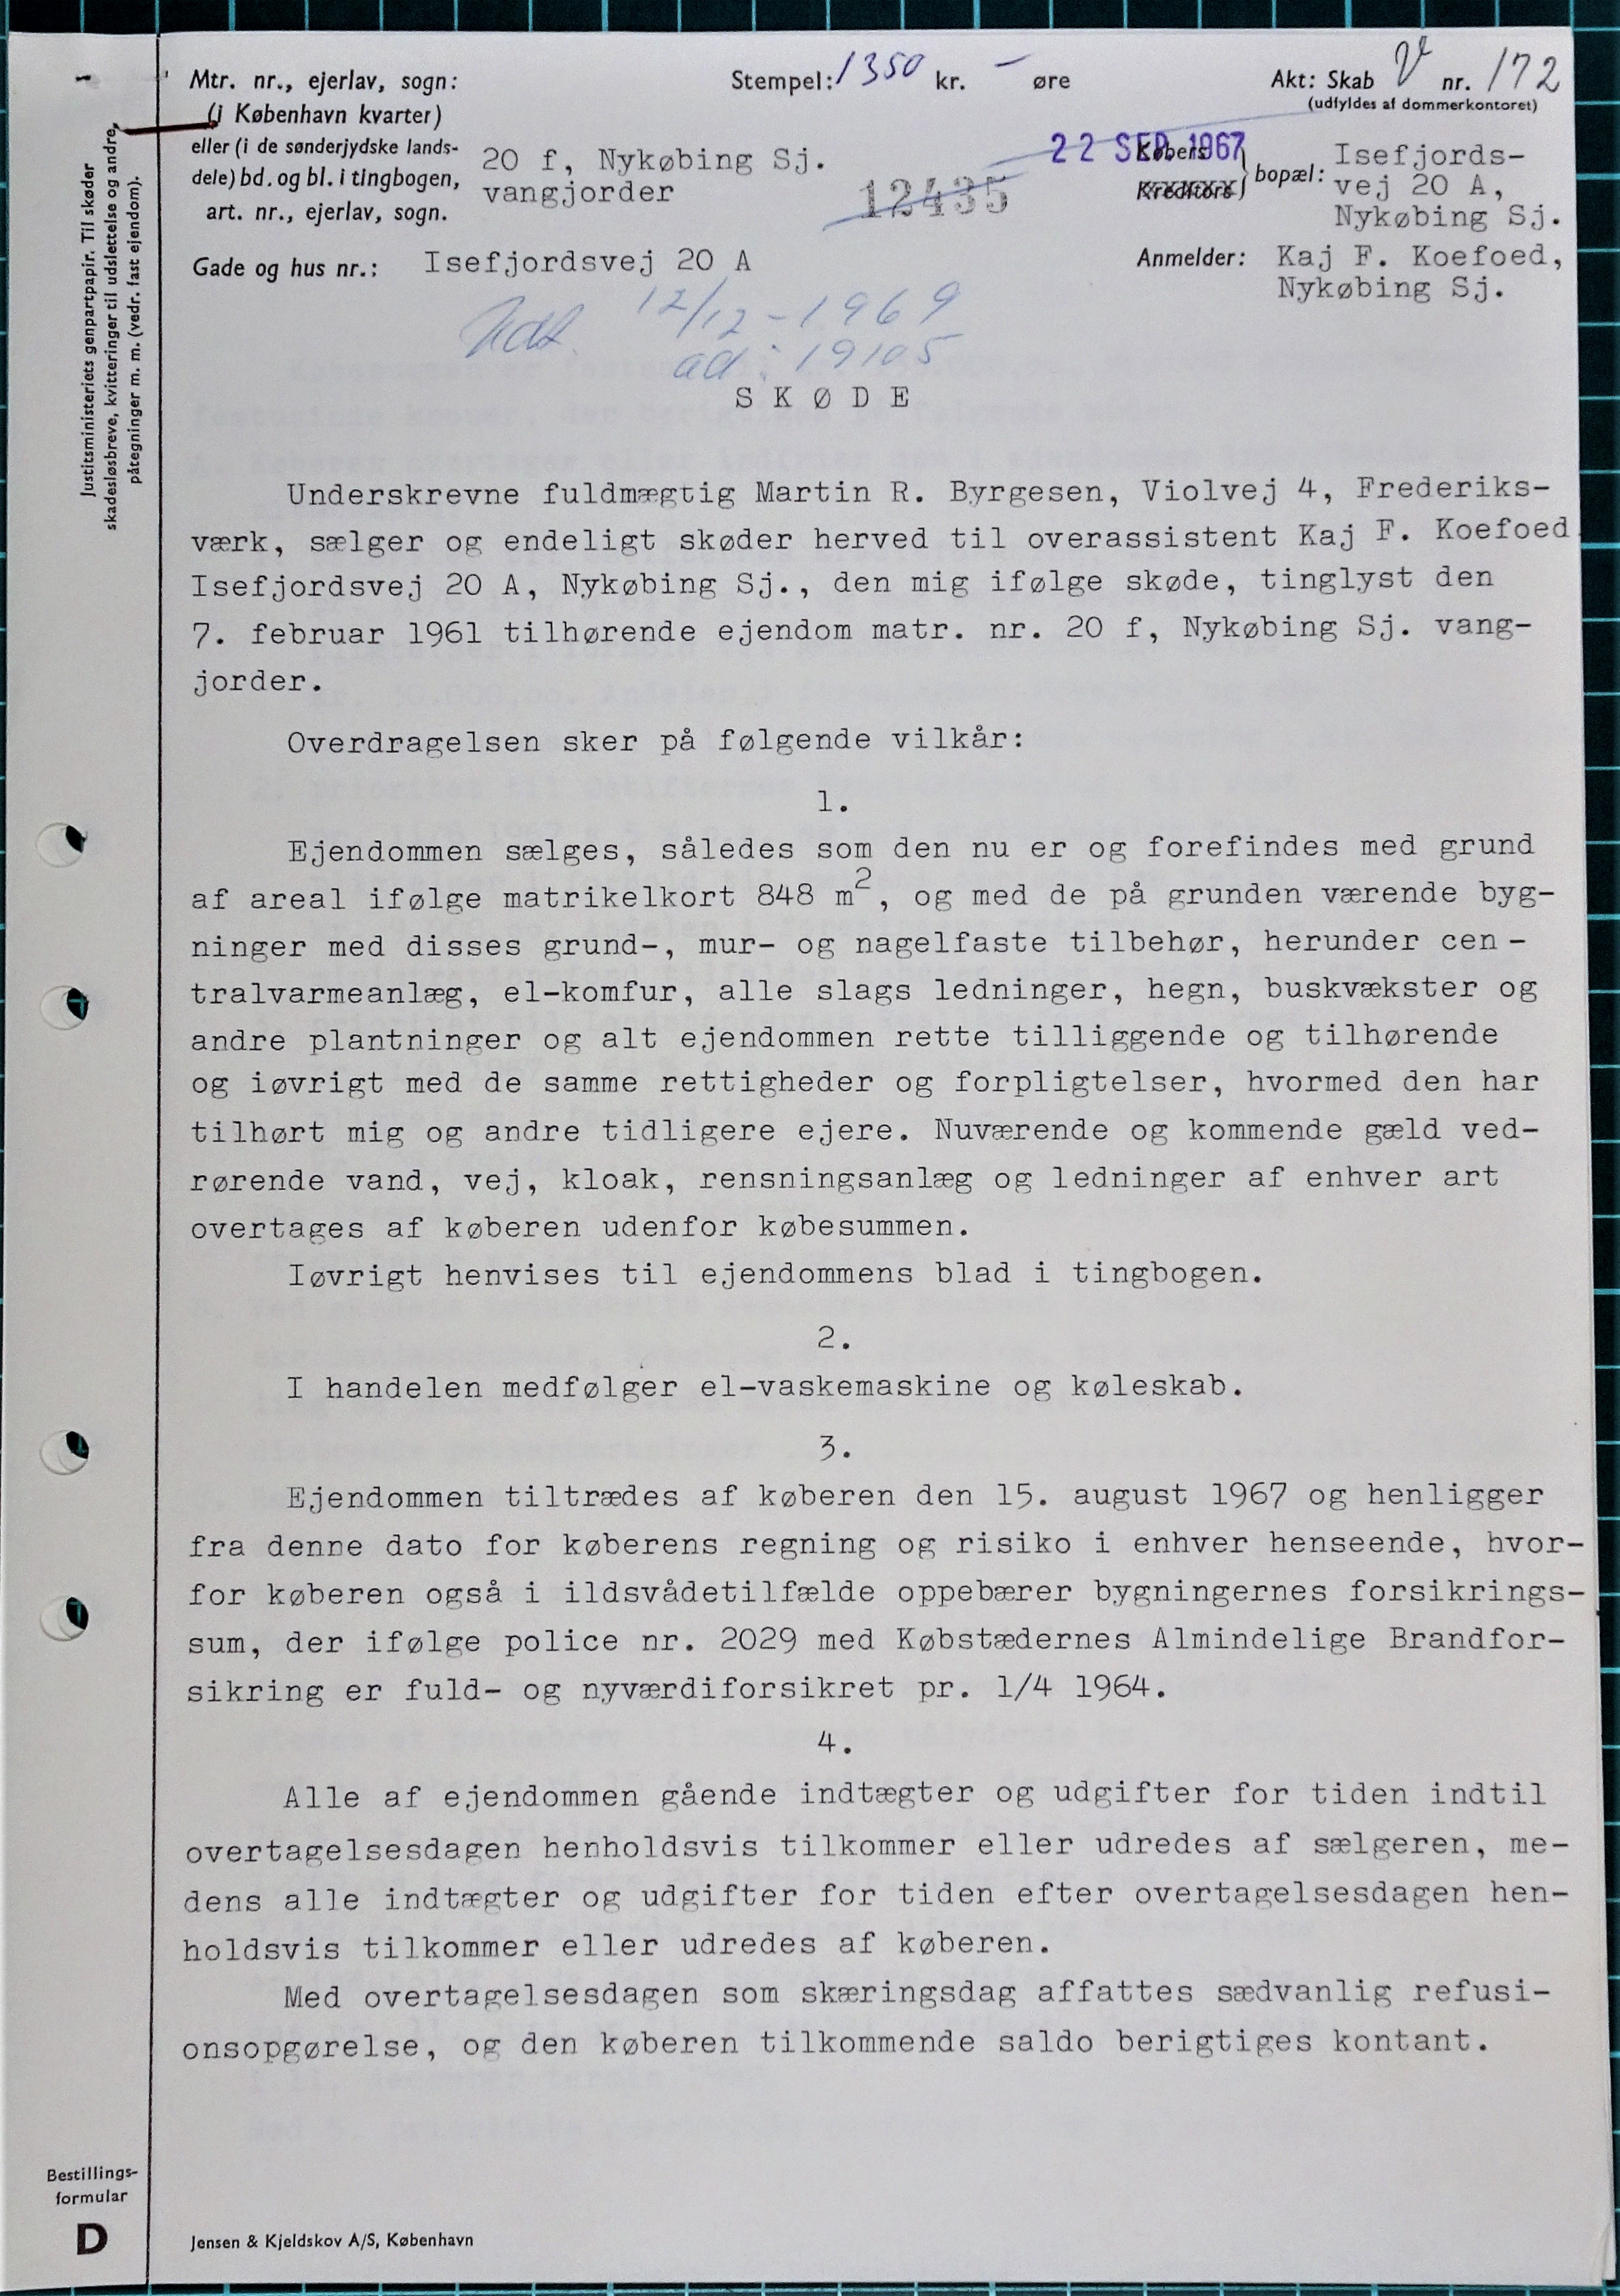 Mtr. nr., ejerlav, sogn:
(i København kvarter)
eller (i de sønderjydske lands-
dele) bd. og bl. i tingbogen,
art. nr., ejerlav, sogn.
20 f, Nykøbing Sj.
vangjorder
Gade og hus nr.: Isefjordsvej 20 A
Stempel: 1350 kr. - øre
Akt: Skab V nr. 172
(udfyldes af dommerkontoret)
22 SEP. 1967
12435
Købers
Kreditors
bopæl:
Isefjords-
vej 20 A,
Nykøbing Sj.
Anmelder: Kaj F. Koefoed,
Nykøbing Sj.
12/12-1969
ad: 19105
Justitsministeriets genpartpapir. Til skøder
skadesløsbreve, kvitteringer til udslettelse og andre,
påtegninger m. m. (vedr. fast ejendom).
SKØDE
Underskrevne fuldmægtig Martin R. Byrgesen, Violvej 4, Frederiks-
værk, sælger og endeligt skøder herved til overassistent Kaj F. Koefoed
Isefjordsvej 20 A, Nykøbing Sj., den mig ifølge skøde, tinglyst den
7. februar 1961 tilhørende ejendom matr. nr. 20 f, Nykøbing Sj. vang-
jorder.
Overdragelsen sker på følgende vilkår:
1.
Ejendommen sælges, således som den nu er og forefindes med grund
af areal ifølge matrikelkort 848 m², og med de på grunden værende byg-
ninger med disses grund-, mur- og nagelfaste tilbehør, herunder cen-
tralvarmeanlæg, el-komfur, alle slags ledninger, hegn, buskvækster og
andre plantninger og alt ejendommen rette tilliggende og tilhørende
og iøvrigt med de samme rettigheder og forpligtelser, hvormed den har
tilhørt mig og andre tidligere ejere. Nuværende og kommende gæld ved-
rørende vand, vej, kloak, rensningsanlæg og ledninger af enhver art
overtages af køberen udenfor købesummen.
Iøvrigt henvises til ejendommens blad i tingbogen.
2.
I handelen medfølger el-vaskemaskine og køleskab.
3.
Ejendommen tiltrædes af køberen den 15. august 1967 og henligger
fra denne dato for køberens regning og risiko i enhver henseende, hvor-
for køberen også i ildsvådetilfælde oppebærer bygningernes forsikrings-
sum, der ifølge police nr. 2029 med Købstædernes Almindelige Brandfor-
sikring er fuld- og nyværdiforsikret pr. 1/4 1964.
4.
Alle af ejendommen gående indtægter og udgifter for tiden indtil
overtagelsesdagen henholdsvis tilkommer eller udredes af sælgeren, me-
dens alle indtægter og udgifter for tiden efter overtagelsesdagen hen-
holdsvis tilkommer eller udredes af køberen.
Med overtagelsesdagen som skæringsdag affattes sædvanlig refusi-
onsopgørelse, og den køberen tilkommende saldo berigtiges kontant.
Bestillings-
formular
D
Jensen & Kjeldskov A/S, København